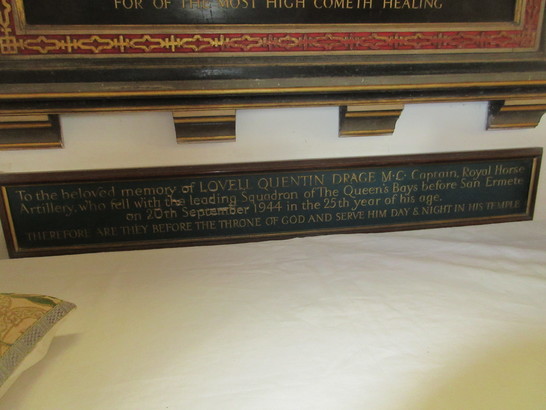 FOR OF THE MOST HIGH COMETH HEALING
To the beloved memory of LOVELL QUENTIN DRAGE M·C· Captain, Royal Horse
Artillery, who fell with the leading Squadron of The Queen's Bays before San Ermete
on 20th September 1944 in the 25th year of his age.
THEREFORE ARE THEY BEFORE THE THRONE OF GOD AND SERVE HIM DAY & NIGHT IN HIS TEMPLE